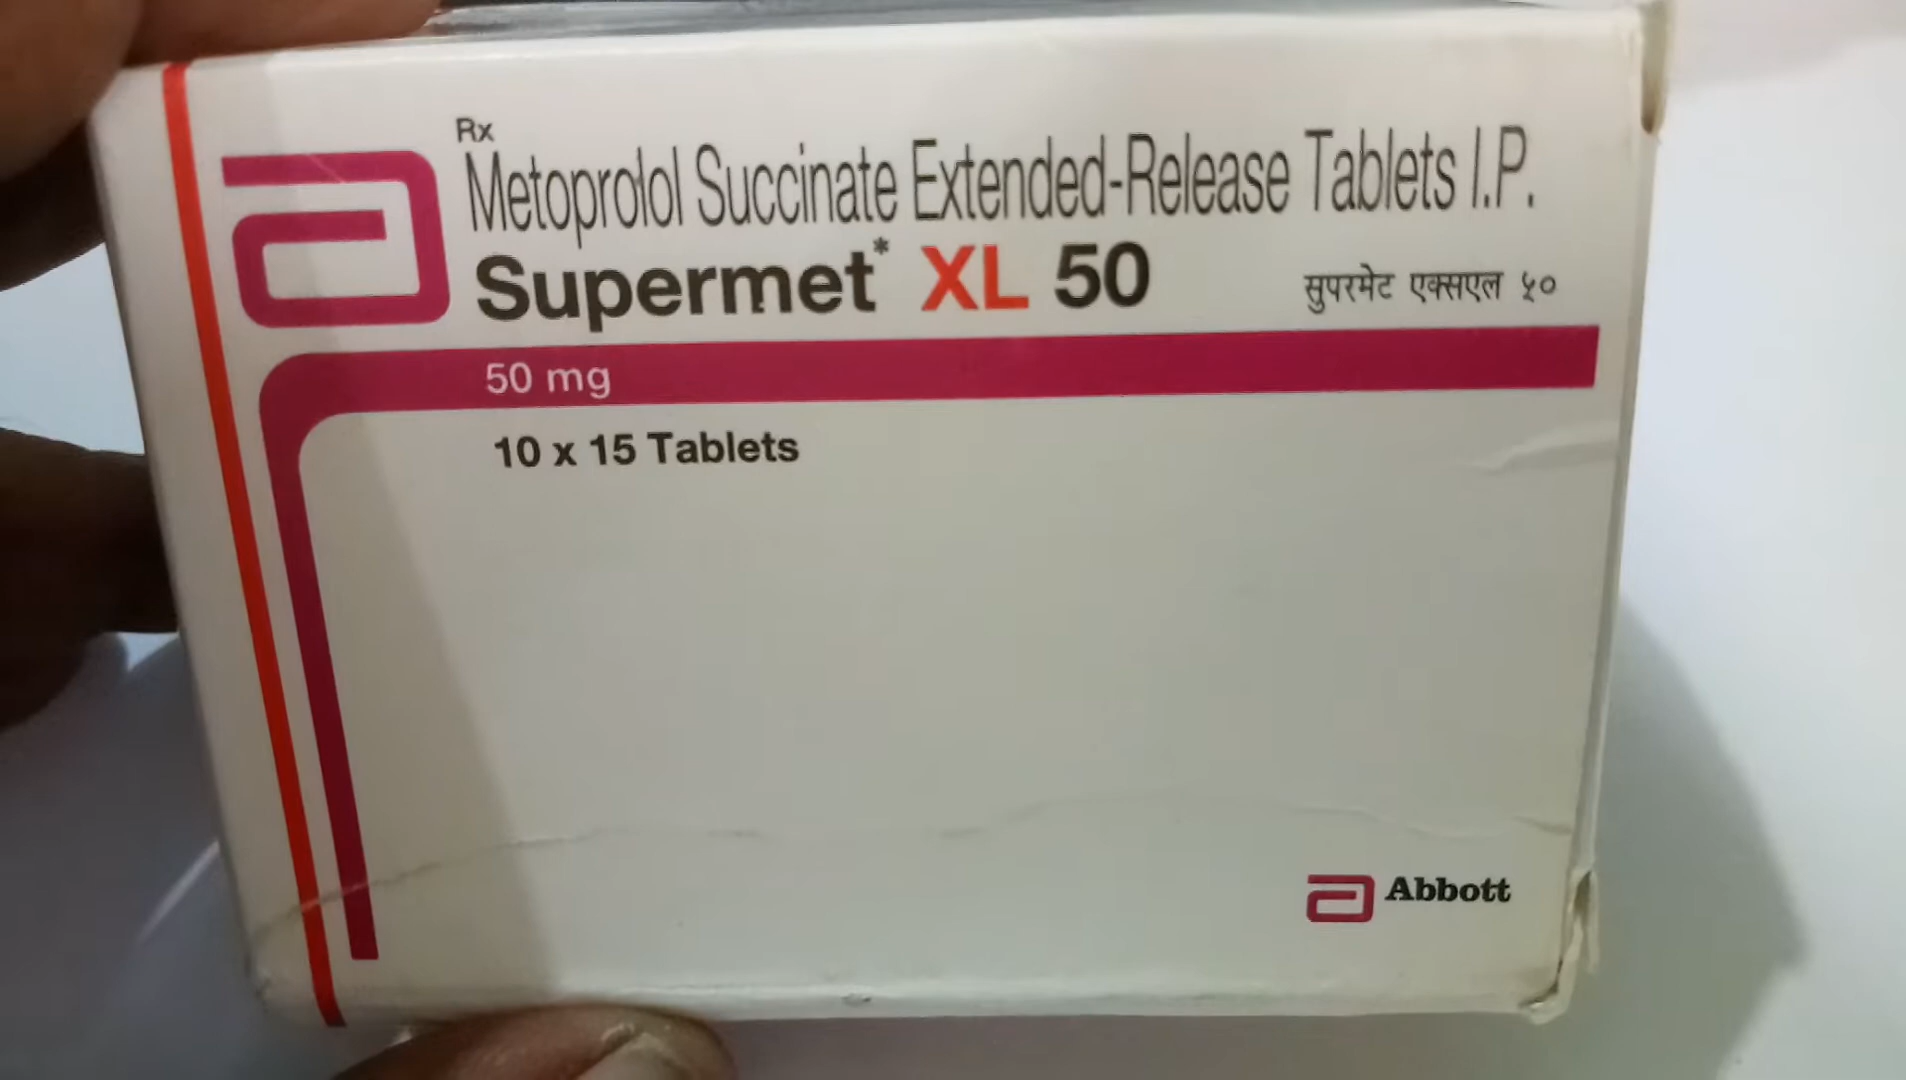 Rx
Metoprolol Succinate Extended-Release Tablets I.P.
Supermet* XL 50 सुपरमेट एक्सएल ५०
50 mg
10 x 15 Tablets
Abbott